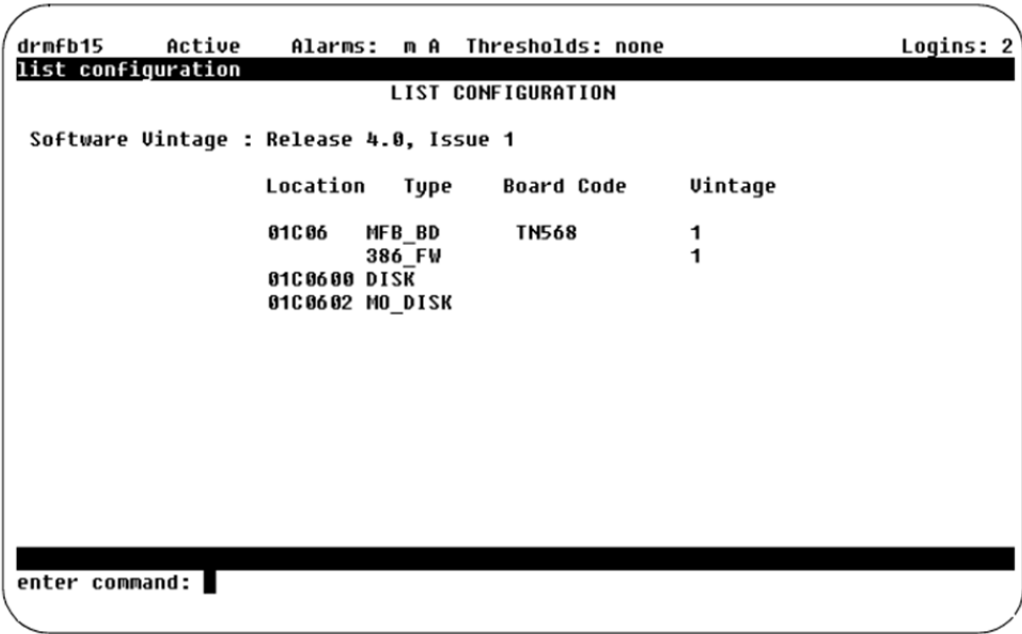 drmfb15 Active Alarms: m A Thresholds: none Logins: 2
list configuration
LIST CONFIGURATION
Software Vintage : Release 4.0, Issue 1
Location Type Board Code Vintage
01C06 MFB_BD TN568 1
386_FW 1
01C0600 DISK
01C0602 MO_DISK
enter command: